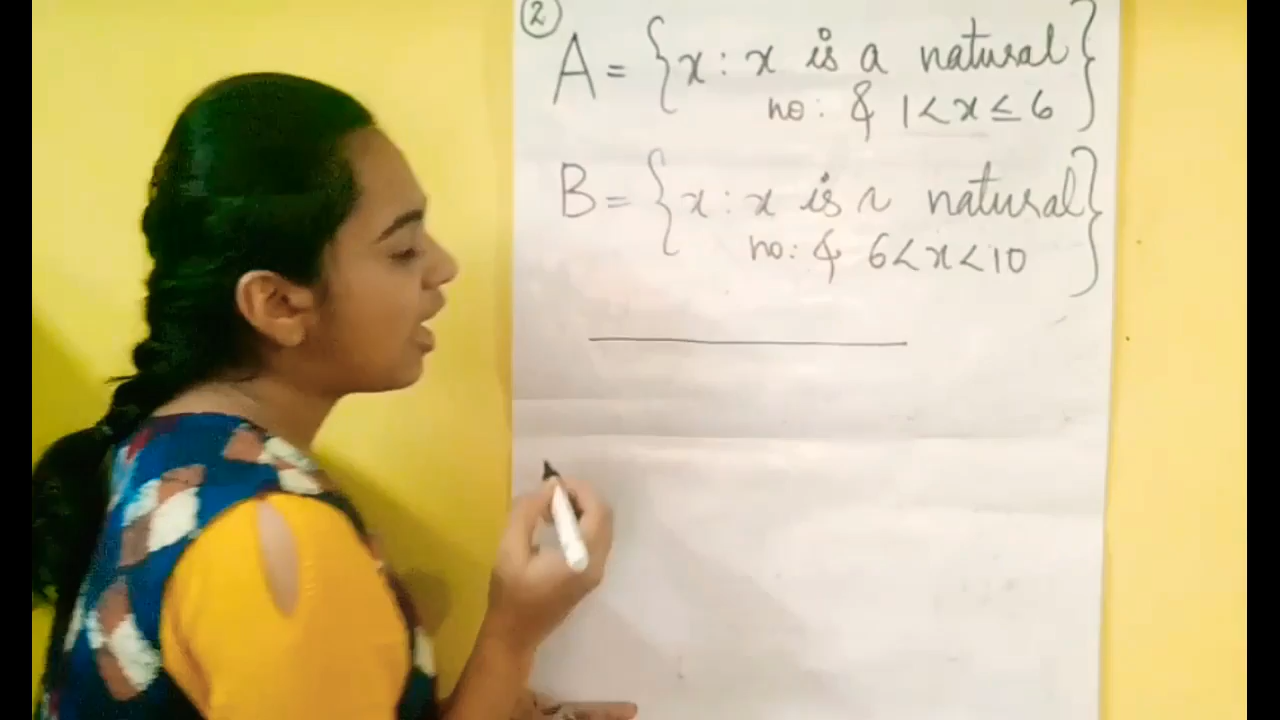 ②
A = {x : x is a natural
no: & 1 < x ≤ 6}
B = {x : x is a natural
no: & 6 < x < 10}